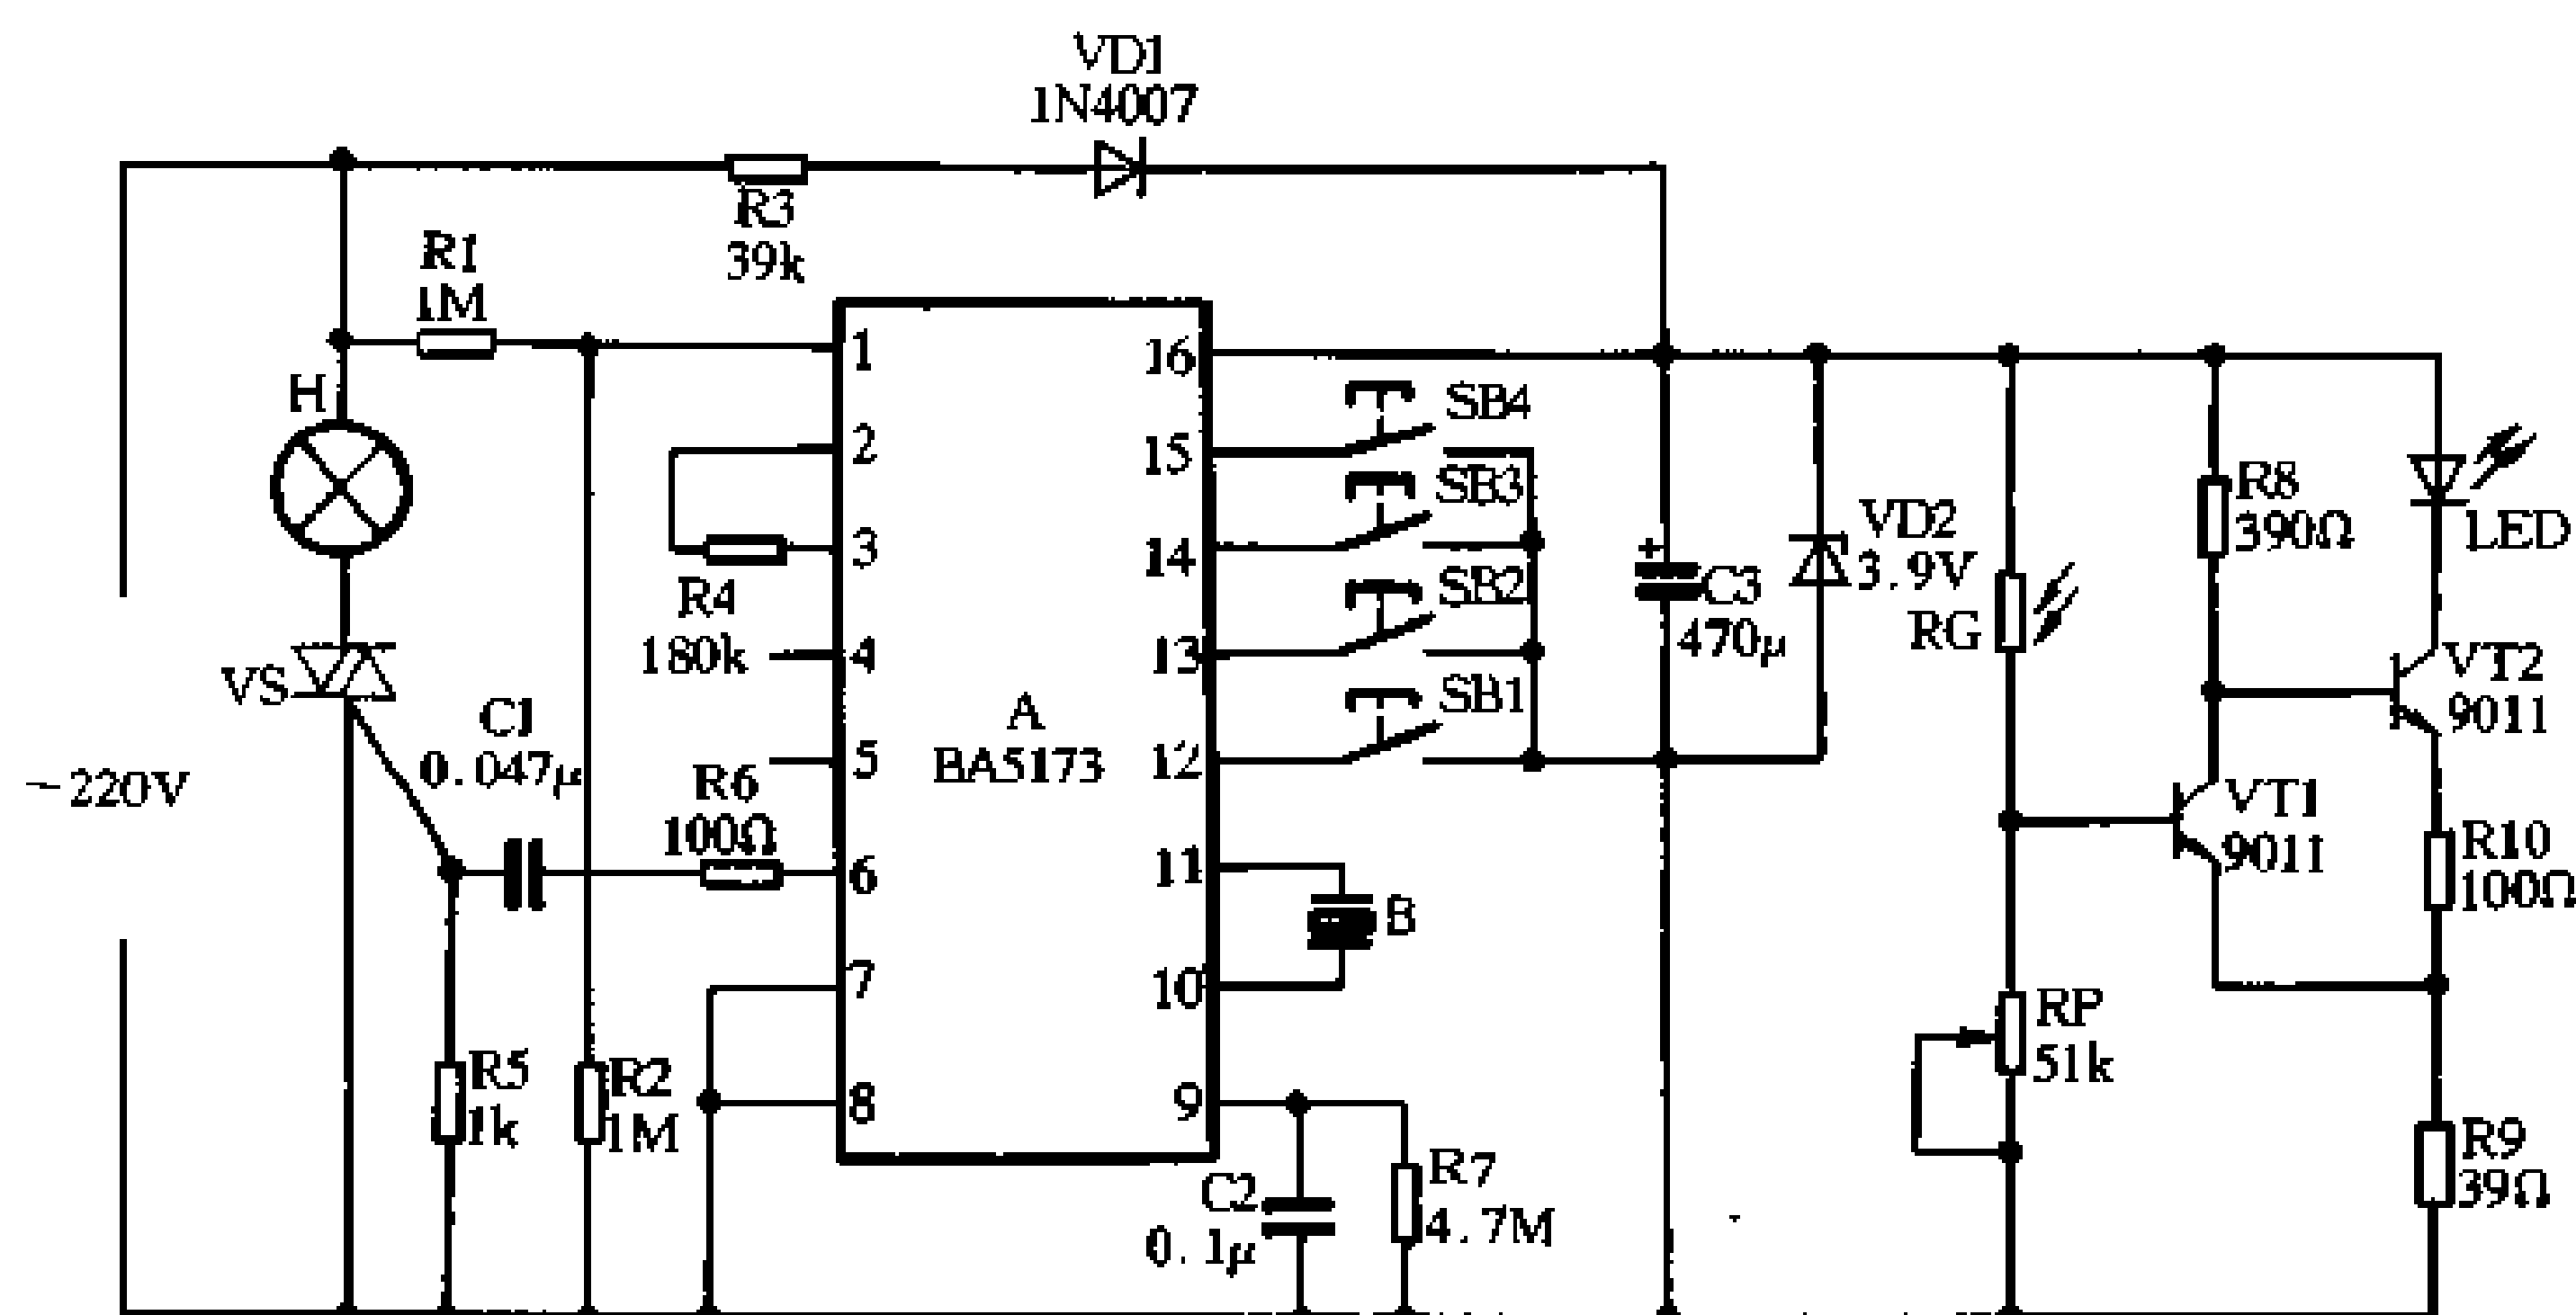 VD1
1N4007
R3
39k
R1
1M
H
VS
C1
0.047μ
~220V
R4
180k
R6
100Ω
R5
1k
R2
1M
1
2
3
4
5
6
7
8
A
BA5173
16
15
14
13
12
11
10
9
SB4
SB3
SB2
SB1
B
C2
0.1μ
R7
4.7M
C3
470μ
VD2
3.9V
RG
RP
51k
R8
390Ω
LED
VT2
9011
VT1
9011
R10
100Ω
R9
39Ω